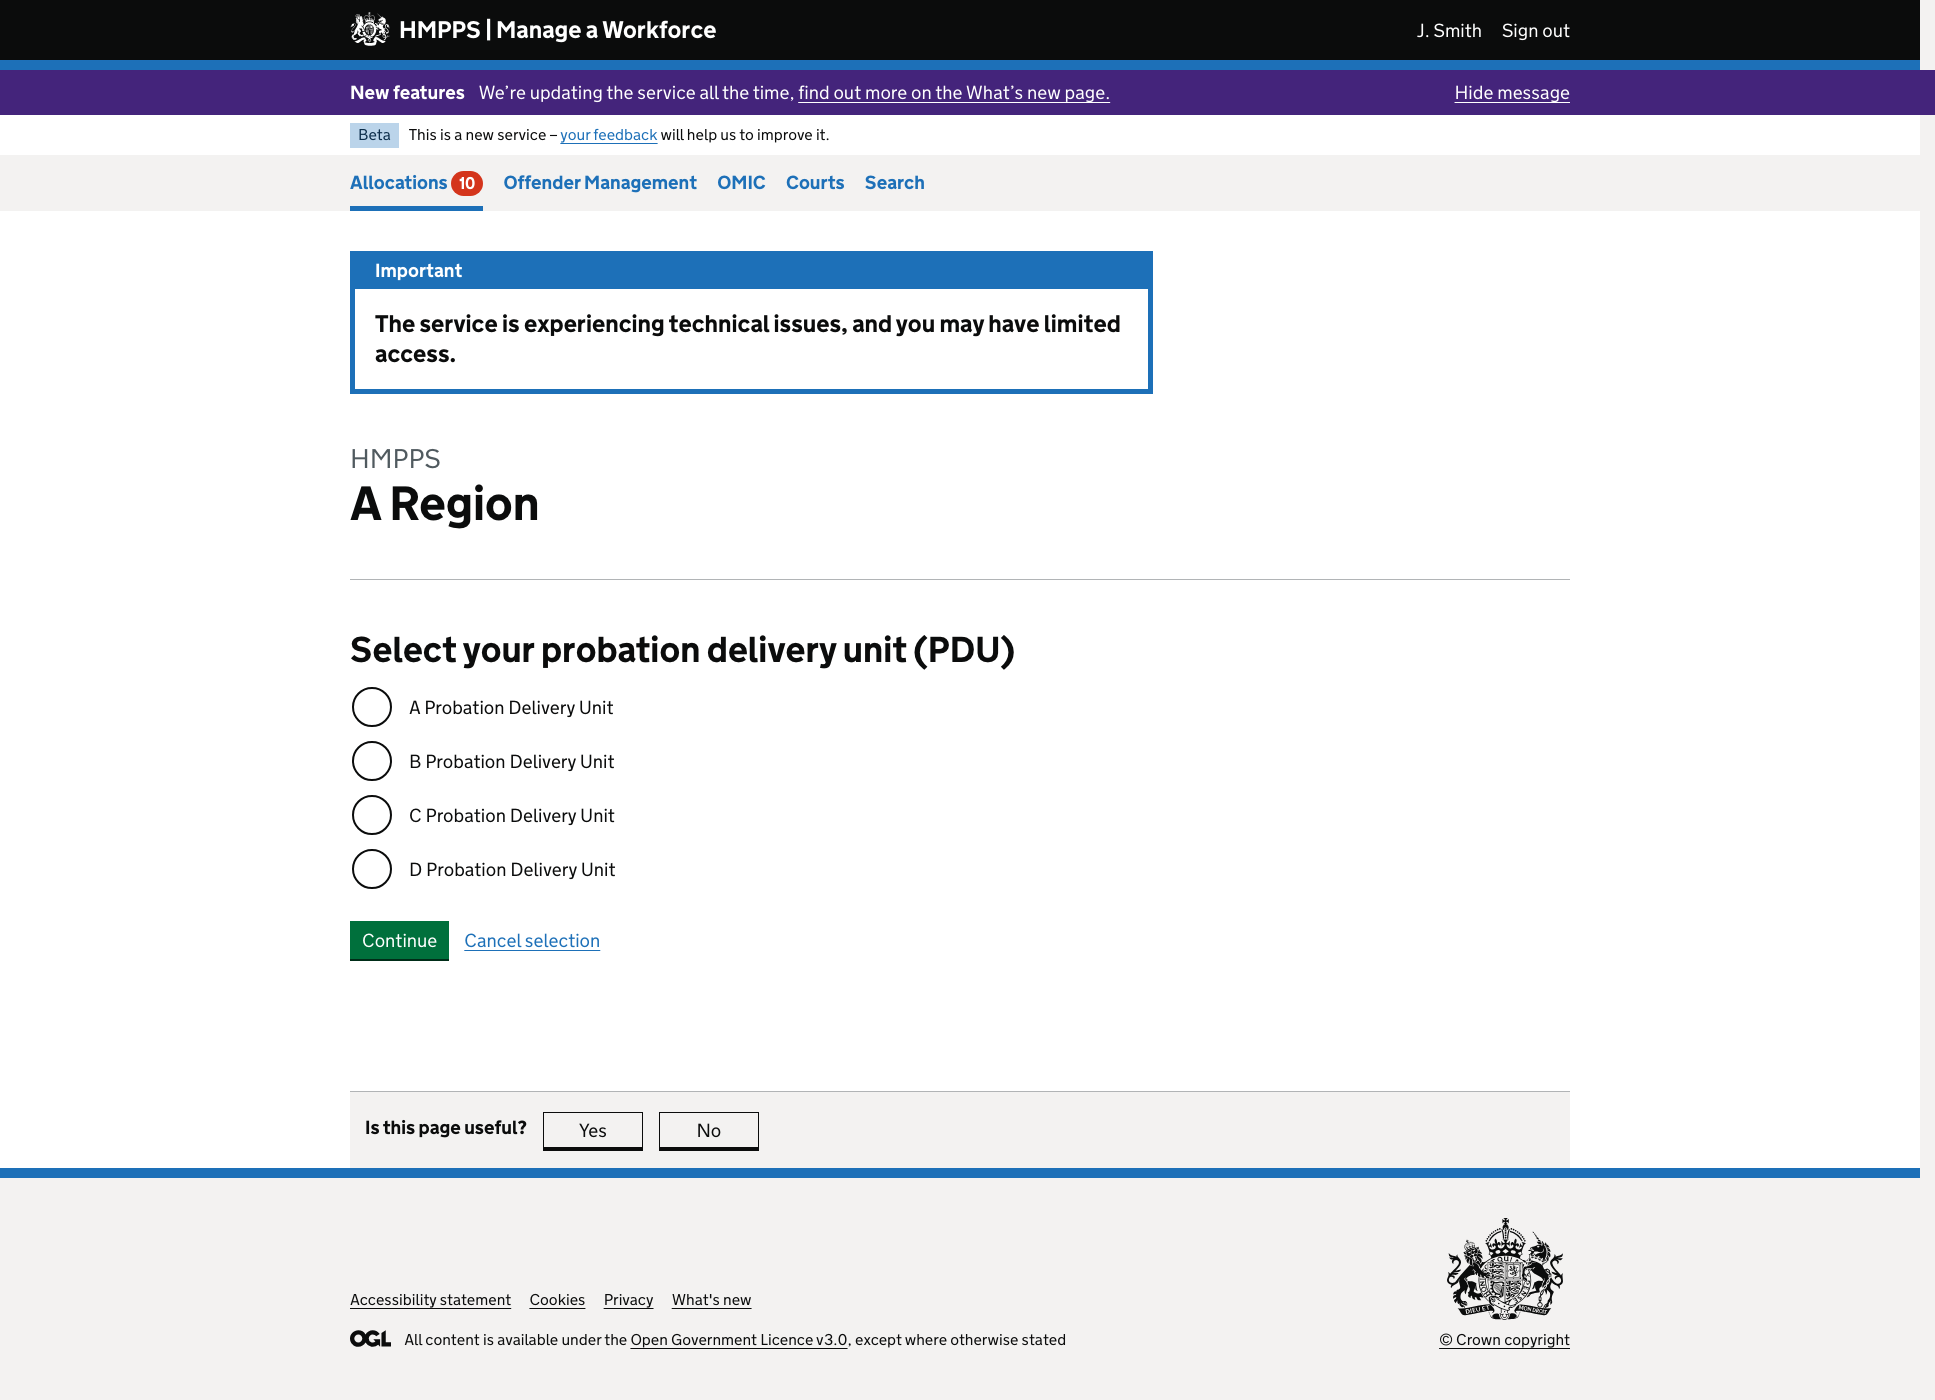 HMPPS | Manage a Workforce
J. Smith Sign out
New features We’re updating the service all the time, find out more on the What’s new page. Hide message
Beta This is a new service – your feedback will help us to improve it.
Allocations 10 Offender Management OMIC Courts Search
Important
The service is experiencing technical issues, and you may have limited
access.
HMPPS
A Region
Select your probation delivery unit (PDU)
A Probation Delivery Unit
B Probation Delivery Unit
C Probation Delivery Unit
D Probation Delivery Unit
Continue Cancel selection
Is this page useful? Yes No
Accessibility statement Cookies Privacy What's new
OGL All content is available under the Open Government Licence v3.0, except where otherwise stated
DIEU ET MON DROIT
© Crown copyright